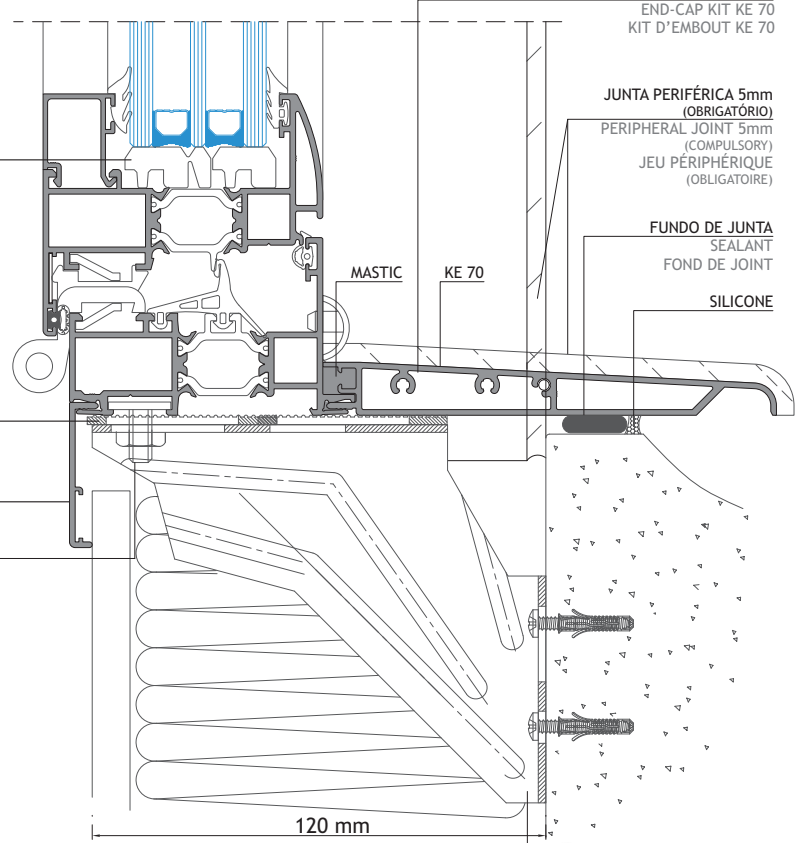 END-CAP KIT KE 70
KIT D'EMBOUT KE 70
JUNTA PERIFÉRICA 5mm
(OBRIGATÓRIO)
PERIPHERAL JOINT 5mm
(COMPULSORY)
JEU PÉRIPHÉRIQUE
(OBLIGATOIRE)
FUNDO DE JUNTA
SEALANT
FOND DE JOINT
MASTIC
KE 70
SILICONE
120 mm